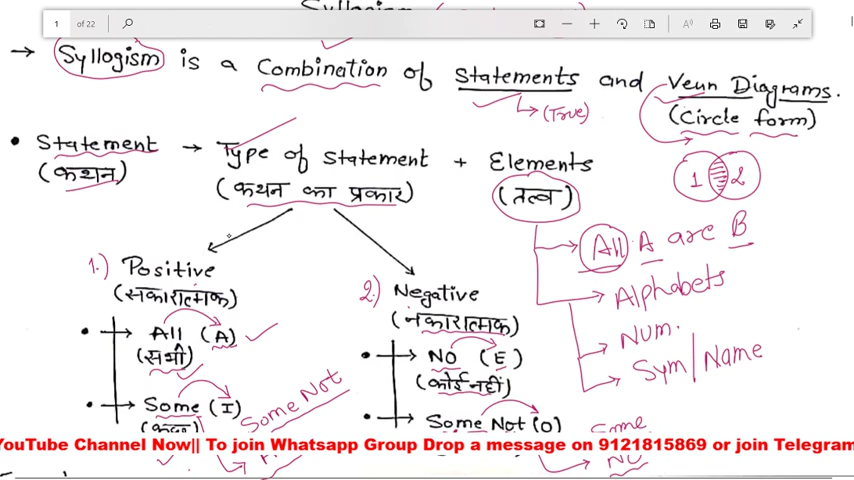 1 of 22
→ Syllogism is a Combination of Statements and Venn Diagrams.
↳ (True)
(Circle form)
1 2
• Statement → Type of Statement + Elements
(कथन) (कथन का प्रकार) (तत्व)
All A are B
Alphabets
Num.
Sym/Name
1.) Positive
(सकारात्मक)
• → All (A)
(सभी)
• → Some (I)
Some Not
2.) Negative
(नकारात्मक)
• → NO (E)
(कोई नहीं)
• → Some Not (O)
Some
NO
YouTube Channel Now|| To join Whatsapp Group Drop a message on 9121815869 or join Telegram